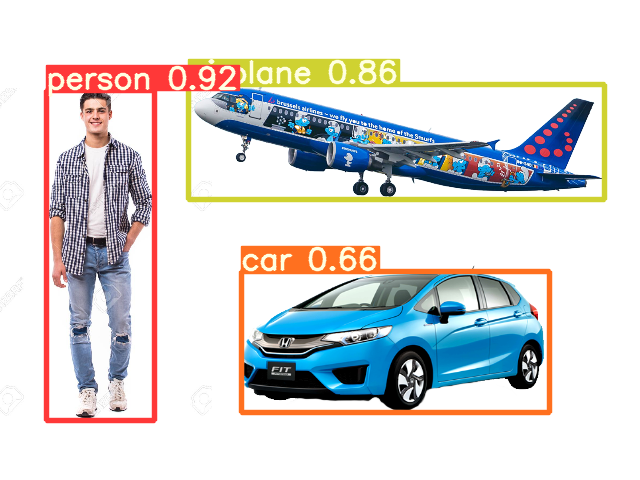 person 0.92
airplane 0.86
brussels airlines - we fly you to the home of the Smurfs
car 0.66
FIT